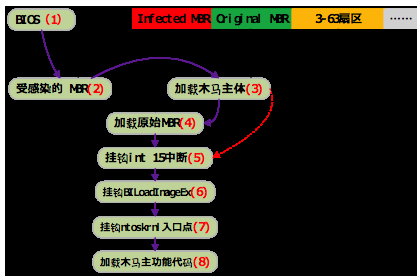 BIOS (1)
Infected MBR
Original MBR
3-63扇区
……
受感染的 MBR(2)
加载木马主体(3)
加载原始MBR(4)
挂钩int 15中断(5)
挂钩BILoadImageEx(6)
挂钩ntoskrnl入口点(7)
加载木马主功能代码(8)